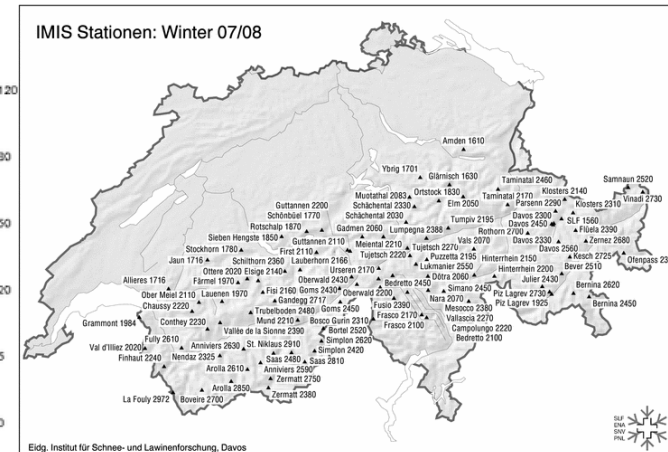 IMIS Stationen: Winter 07/08
120
Amden 1610
Ybrig 1701
Glärnisch 1630
Taminatal 2460
Samnaun 2520
Muotathal 2083
Ortstock 1830
Klosters 2140
Vinadi 2730
Schächental 2330
Elm 2050
Taminatal 2170
Parsenn 2290
Klosters 2310
Guttannen 2200
Schönbüel 1770
Schächental 2030
Davos 2300
SLF 1560
Rotschalp 1870
Gadmen 2060
Lumpegna 2388
Tumpiv 2195
Davos 2450
Flüela 2390
Sieben Hengste 1850
Guttannen 2110
Meiental 2210
Vals 2070
Rothorn 2700
Davos 2330
Zernez 2680
Stockhorn 1780
First 2110
Tujetsch 2270
Davos 2560
Jaun 1716
Schilthorn 2360
Lauberhorn 2166
Tujetsch 2220
Puzzetta 2195
Hinterrhein 2150
Kesch 2725
Ottere 2020
Elsige 2140
Urseren 2170
Lukmanier 2550
Hinterrhein 2200
Bever 2510
Allieres 1716
Färmel 1970
Oberwald 2430
Bedretto 2450
Dötra 2060
Julier 2430
Bernina 2620
Ober Meiel 2110
Lauenen 1970
Fisi 2160
Goms 2430
Oberwald 2200
Simano 2450
Piz Lagrev 2730
Chaussy 2220
Gandegg 2717
Fusio 2390
Nara 2070
Mesocco 2380
Piz Lagrev 1925
Bernina 2450
Grammont 1984
Conthey 2230
Trubelboden 2480
Goms 2450
Frasco 2170
Vallascia 2270
Mund 2210
Bosco Gurin 2310
Frasco 2100
Campolungo 2220
Fully 2610
Vallée de la Sionne 2390
Bortel 2520
Bedretto 2100
Val d'Illiez 2020
Anniviers 2630
St. Niklaus 2910
Simplon 2620
Finhaut 2240
Nendaz 2325
Saas 2480
Simplon 2420
Arolla 2610
Anniviers 2590
Saas 2810
Zermatt 2750
La Fouly 2972
Arolla 2850
Boveire 2700
Zermatt 2380
SLF
ENA
SNV
PNL
Eidg. Institut für Schnee- und Lawinenforschung, Davos